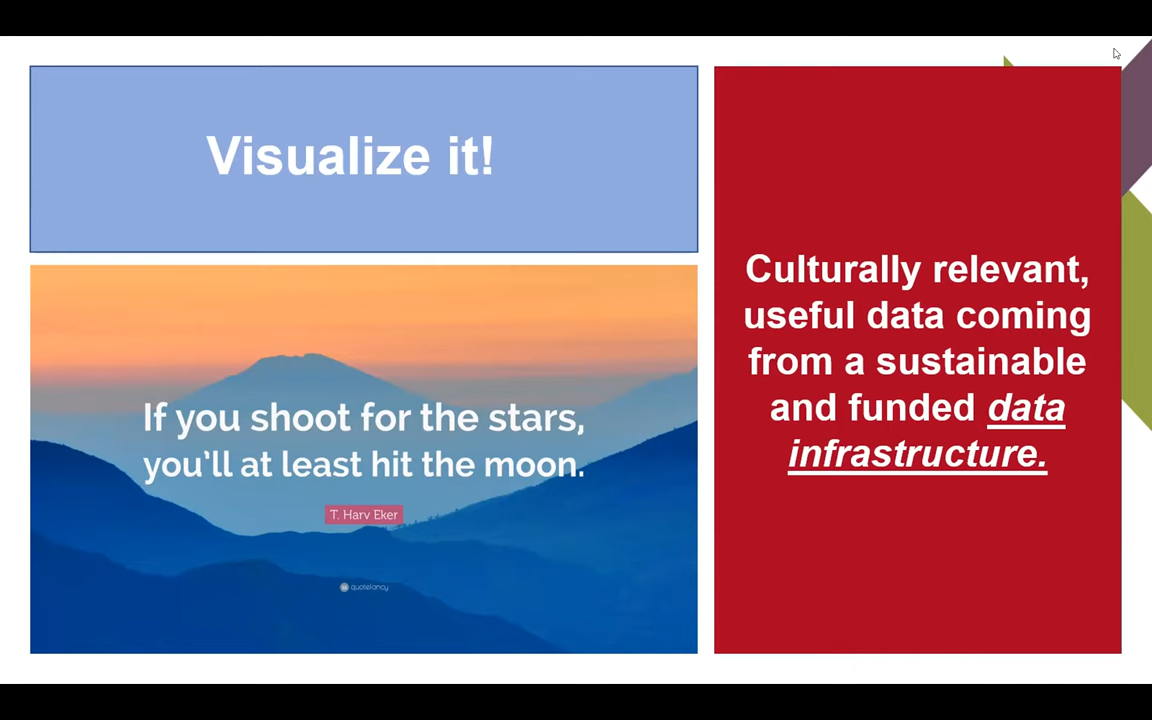 Visualize it!
If you shoot for the stars,
you’ll at least hit the moon.
T. Harv Eker
quotefancy
Culturally relevant,
useful data coming
from a sustainable
and funded data
infrastructure.